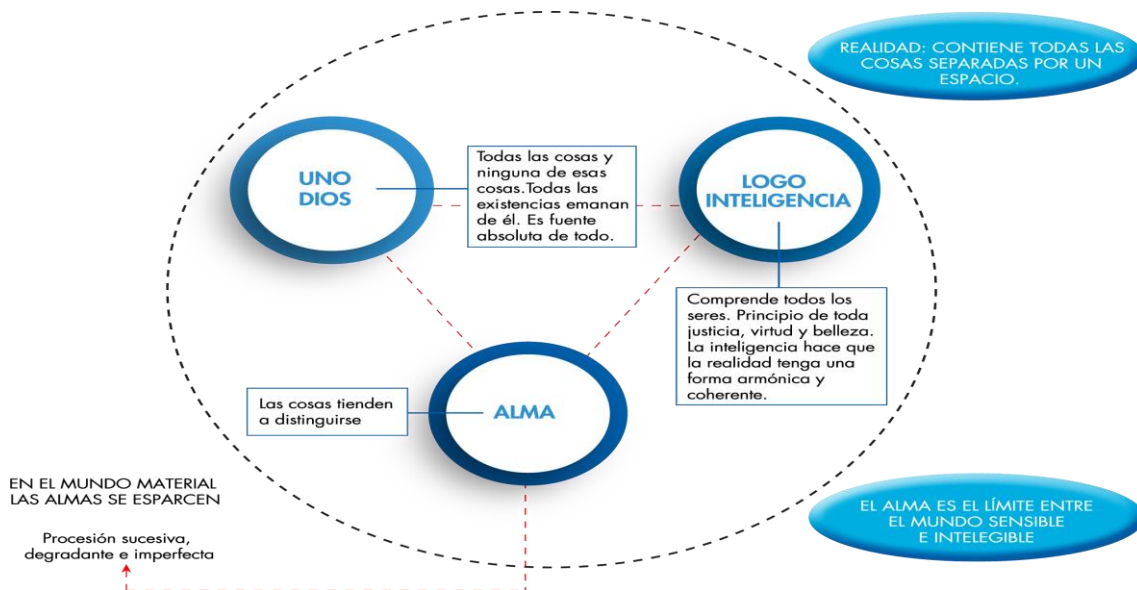 REALIDAD: CONTIENE TODAS LAS
COSAS SEPARADAS POR UN
ESPACIO.
UNO
DIOS
Todas las cosas y
ninguna de esas
cosas.Todas las
existencias emanan
de él. Es fuente
absoluta de todo.
LOGO
INTELIGENCIA
Comprende todos los
seres. Principio de toda
justicia, virtud y belleza.
La inteligencia hace que
la realidad tenga una
forma armónica y
coherente.
Las cosas tienden
a distinguirse
ALMA
EN EL MUNDO MATERIAL
LAS ALMAS SE ESPARCEN
Procesión sucesiva,
degradante e imperfecta
EL ALMA ES EL LÍMITE ENTRE
EL MUNDO SENSIBLE
E INTELEGIBLE